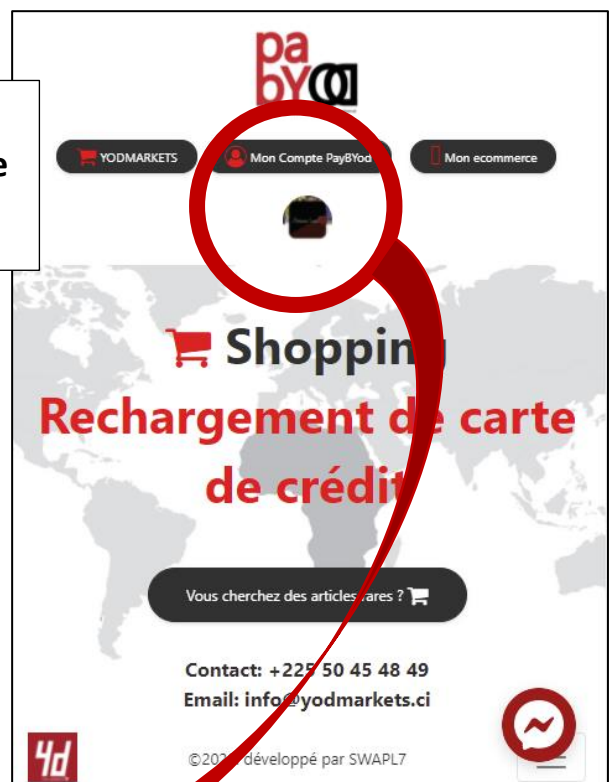 pa
bYOD
e
YODMARKETS
Mon Compte PayBYod
Mon ecommerce
Shopping
Rechargement de carte
de crédit
Vous cherchez des articles rares ?
Contact: +225 50 45 48 49
Email: info@yodmarkets.ci
développé par SWAPL7
Yd